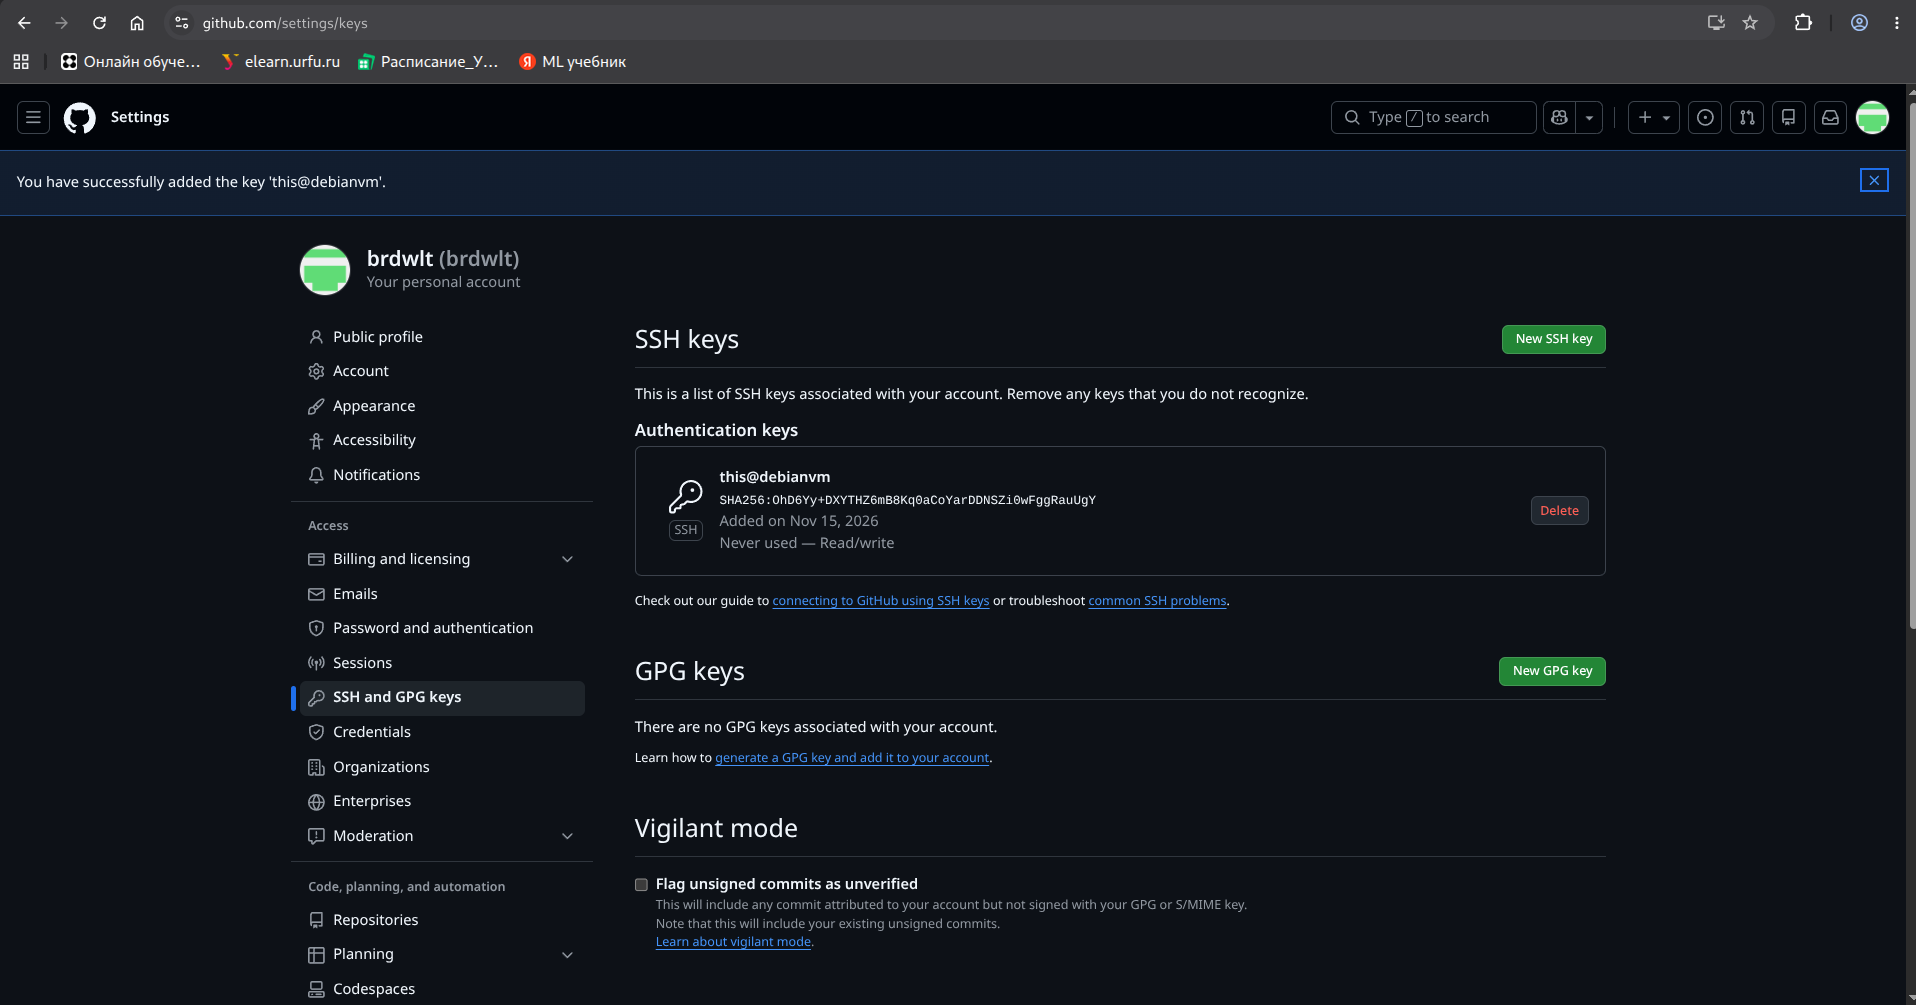 github.com/settings/keys
Онлайн обуче...
elearn.urfu.ru
Расписание_У...
ML учебник
Settings
Type / to search
You have successfully added the key 'this@debianvm'.
brdwlt (brdwlt)
Your personal account
Public profile
Account
Appearance
Accessibility
Notifications
Access
Billing and licensing
Emails
Password and authentication
Sessions
SSH and GPG keys
Credentials
Organizations
Enterprises
Moderation
Code, planning, and automation
Repositories
Planning
Codespaces
SSH keys
New SSH key
This is a list of SSH keys associated with your account. Remove any keys that you do not recognize.
Authentication keys
this@debianvm
SHA256:OhD6Yy+DXYTHZ6mB8Kq0aCoYarDDNSZi0wFggRauUgY
Added on Nov 15, 2026
Never used — Read/write
SSH
Delete
Check out our guide to connecting to GitHub using SSH keys or troubleshoot common SSH problems.
GPG keys
New GPG key
There are no GPG keys associated with your account.
Learn how to generate a GPG key and add it to your account.
Vigilant mode
Flag unsigned commits as unverified
This will include any commit attributed to your account but not signed with your GPG or S/MIME key.
Note that this will include your existing unsigned commits.
Learn about vigilant mode.